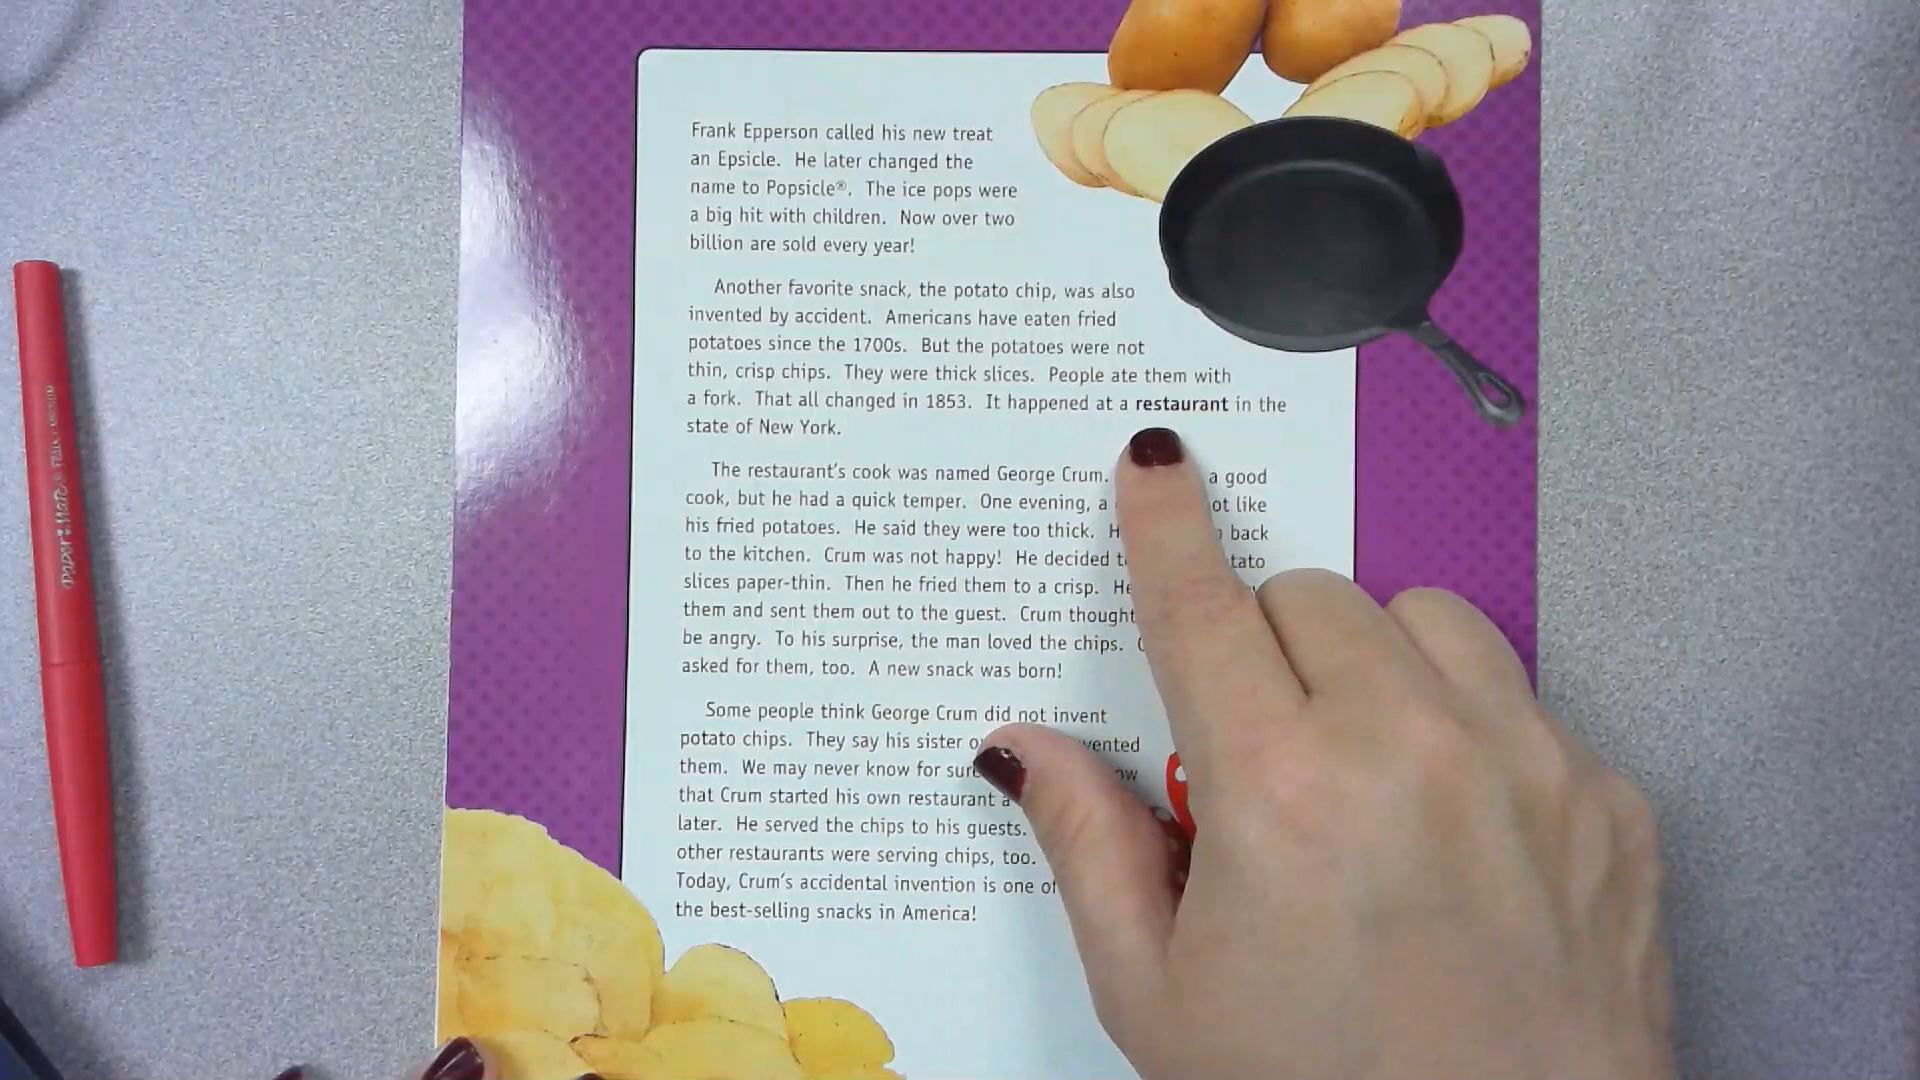 Frank Epperson called his new treat
an Epsicle. He later changed the
name to Popsicle®. The ice pops were
a big hit with children. Now over two
billion are sold every year!
Another favorite snack, the potato chip, was also
invented by accident. Americans have eaten fried
potatoes since the 1700s. But the potatoes were not
thin, crisp chips. They were thick slices. People ate them with
a fork. That all changed in 1853. It happened at a restaurant in the
state of New York.
The restaurant's cook was named George Crum. a good
cook, but he had a quick temper. One evening, a like
his fried potatoes. He said they were too thick. back
to the kitchen. Crum was not happy! He decided
slices paper-thin. Then he fried them to a crisp.
them and sent them out to the guest. Crum thought
be angry. To his surprise, the man loved the chips.
asked for them, too. A new snack was born!
Some people think George Crum did not invent
potato chips. They say his sister
them. We may never know for sure
that Crum started his own restaurant
later. He served the chips to his guests.
other restaurants were serving chips, too.
Today, Crum's accidental invention is one of
the best-selling snacks in America!
Paper Mate FLAIR